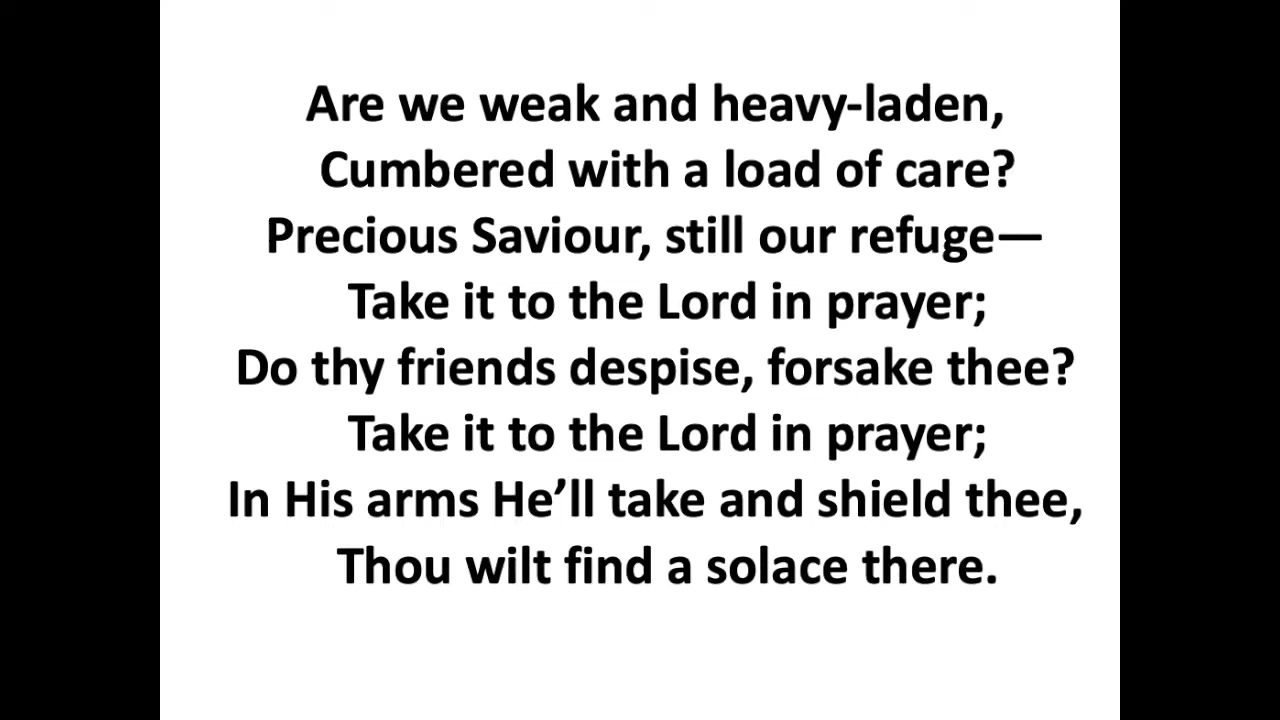 Are we weak and heavy-laden,
Cumbered with a load of care?
Precious Saviour, still our refuge—
Take it to the Lord in prayer;
Do thy friends despise, forsake thee?
Take it to the Lord in prayer;
In His arms He’ll take and shield thee,
Thou wilt find a solace there.